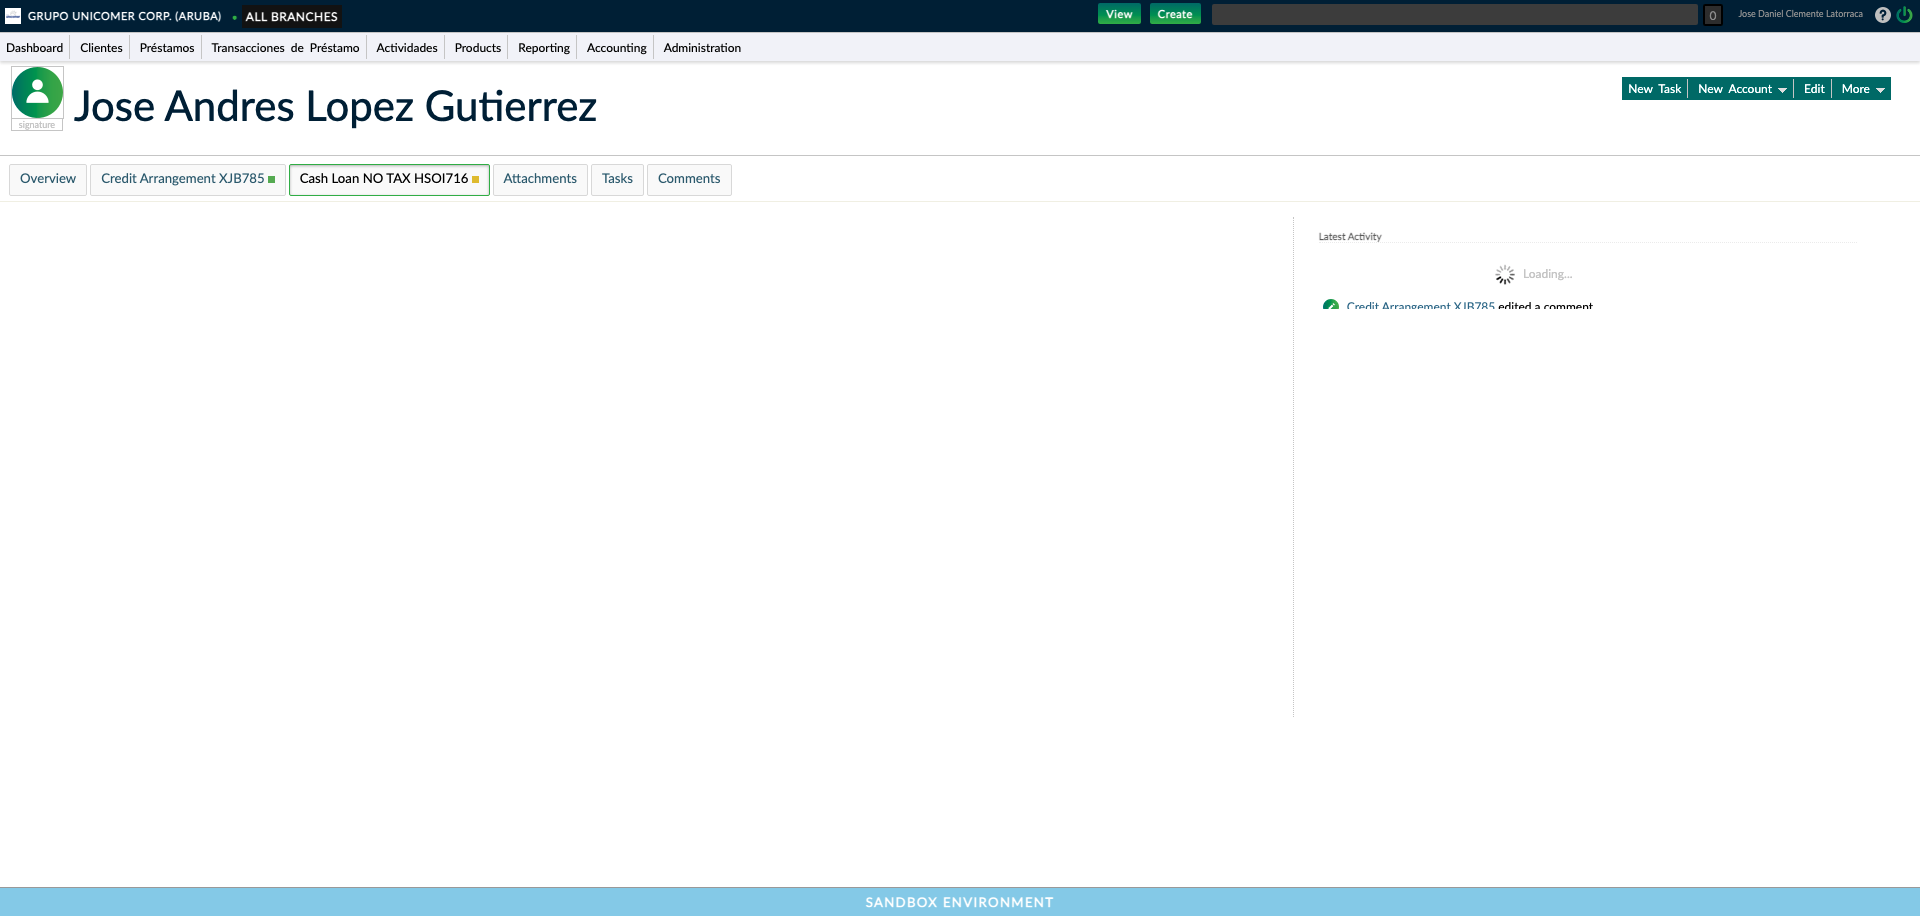 GRUPO UNICOMER CORP. (ARUBA) ALL BRANCHES View Create 0 Jose Daniel Clemente Latorraca ?
Dashboard Clientes Préstamos Transacciones de Préstamo Actividades Products Reporting Accounting Administration
Jose Andres Lopez Gutierrez
signature
New Task New Account Edit More
Overview Credit Arrangement XJB785 Cash Loan NO TAX HSOI716 Attachments Tasks Comments
Latest Activity
Loading...
Credit Arrangement XJB785 edited a comment
SANDBOX ENVIRONMENT